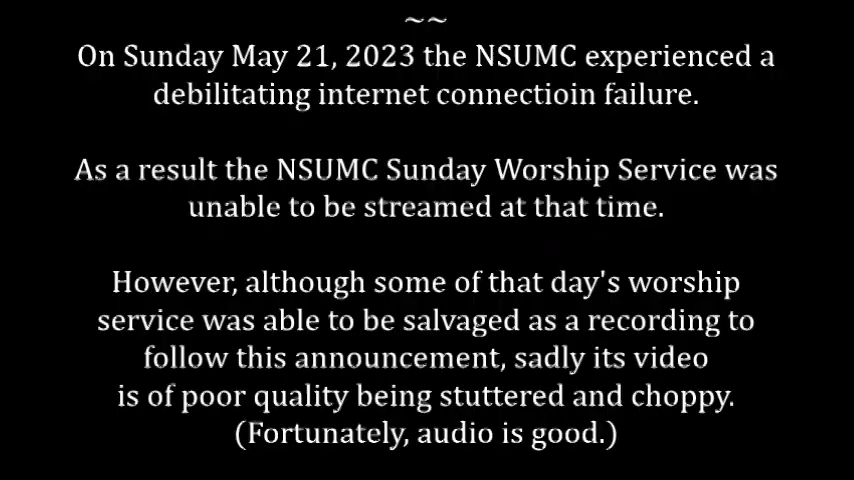 ~~
On Sunday May 21, 2023 the NSUMC experienced a
debilitating internet connectioin failure.
As a result the NSUMC Sunday Worship Service was
unable to be streamed at that time.
However, although some of that day's worship
service was able to be salvaged as a recording to
follow this announcement, sadly its video
is of poor quality being stuttered and choppy.
(Fortunately, audio is good.)